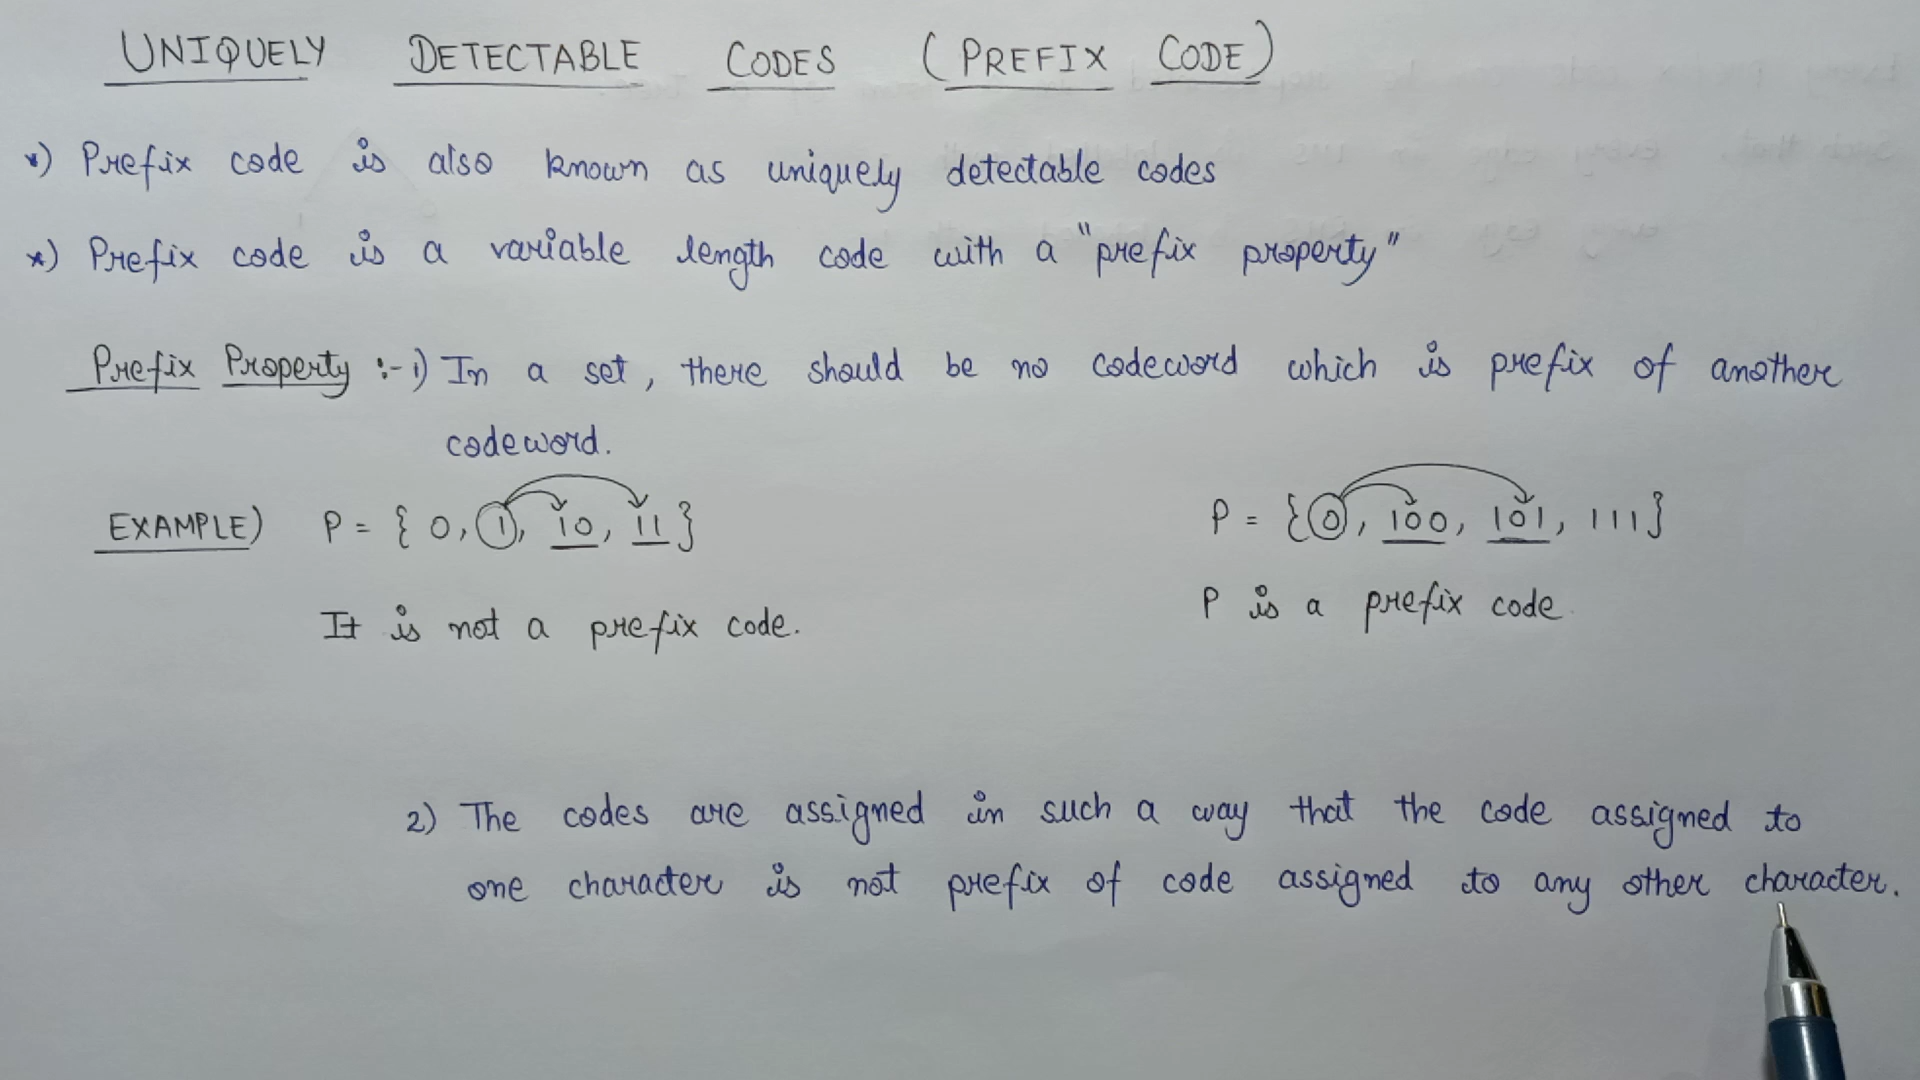 UNIQUELY DETECTABLE CODES (PREFIX CODE)
*) Prefix code is also known as uniquely detectable codes
*) Prefix code is a variable length code with a "prefix property"
Prefix Property :- 1) In a set, there should be no codeword which is prefix of another
codeword.
EXAMPLE) P = { 0, 1, 10, 11 } P = { 0, 100, 101, 111 }
It is not a prefix code. P is a prefix code
2) The codes are assigned in such a way that the code assigned to
one character is not prefix of code assigned to any other character.